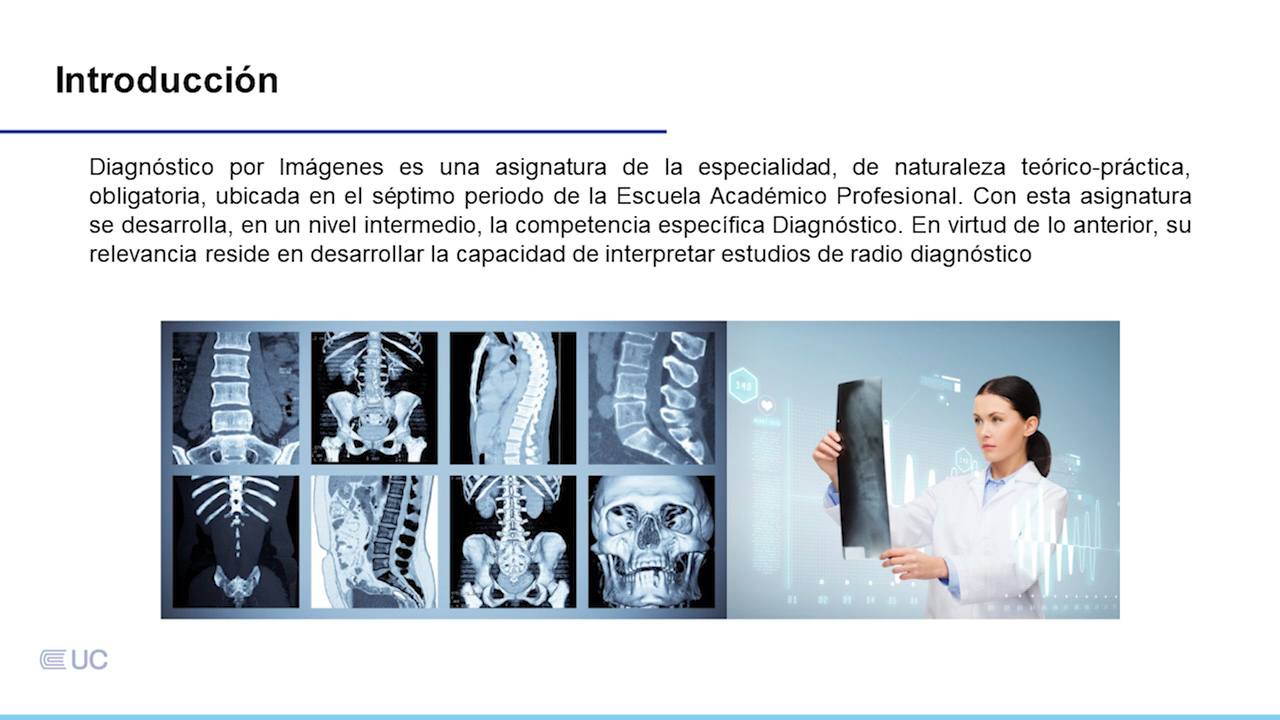 Introducción
Diagnóstico por Imágenes es una asignatura de la especialidad, de naturaleza teórico-práctica,
obligatoria, ubicada en el séptimo periodo de la Escuela Académico Profesional. Con esta asignatura
se desarrolla, en un nivel intermedio, la competencia específica Diagnóstico. En virtud de lo anterior, su
relevancia reside en desarrollar la capacidad de interpretar estudios de radio diagnóstico
UC